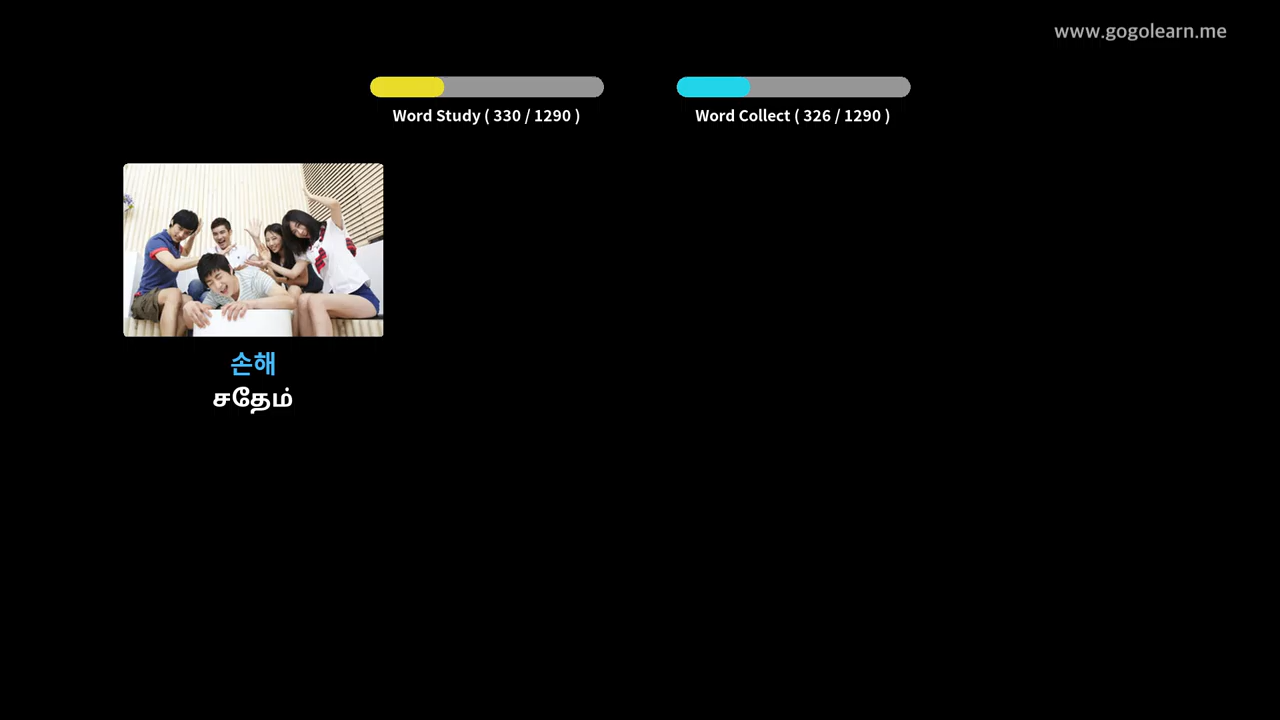 www.gogolearn.me
Word Study ( 330 / 1290 )
Word Collect ( 326 / 1290 )
손해
சதேம்